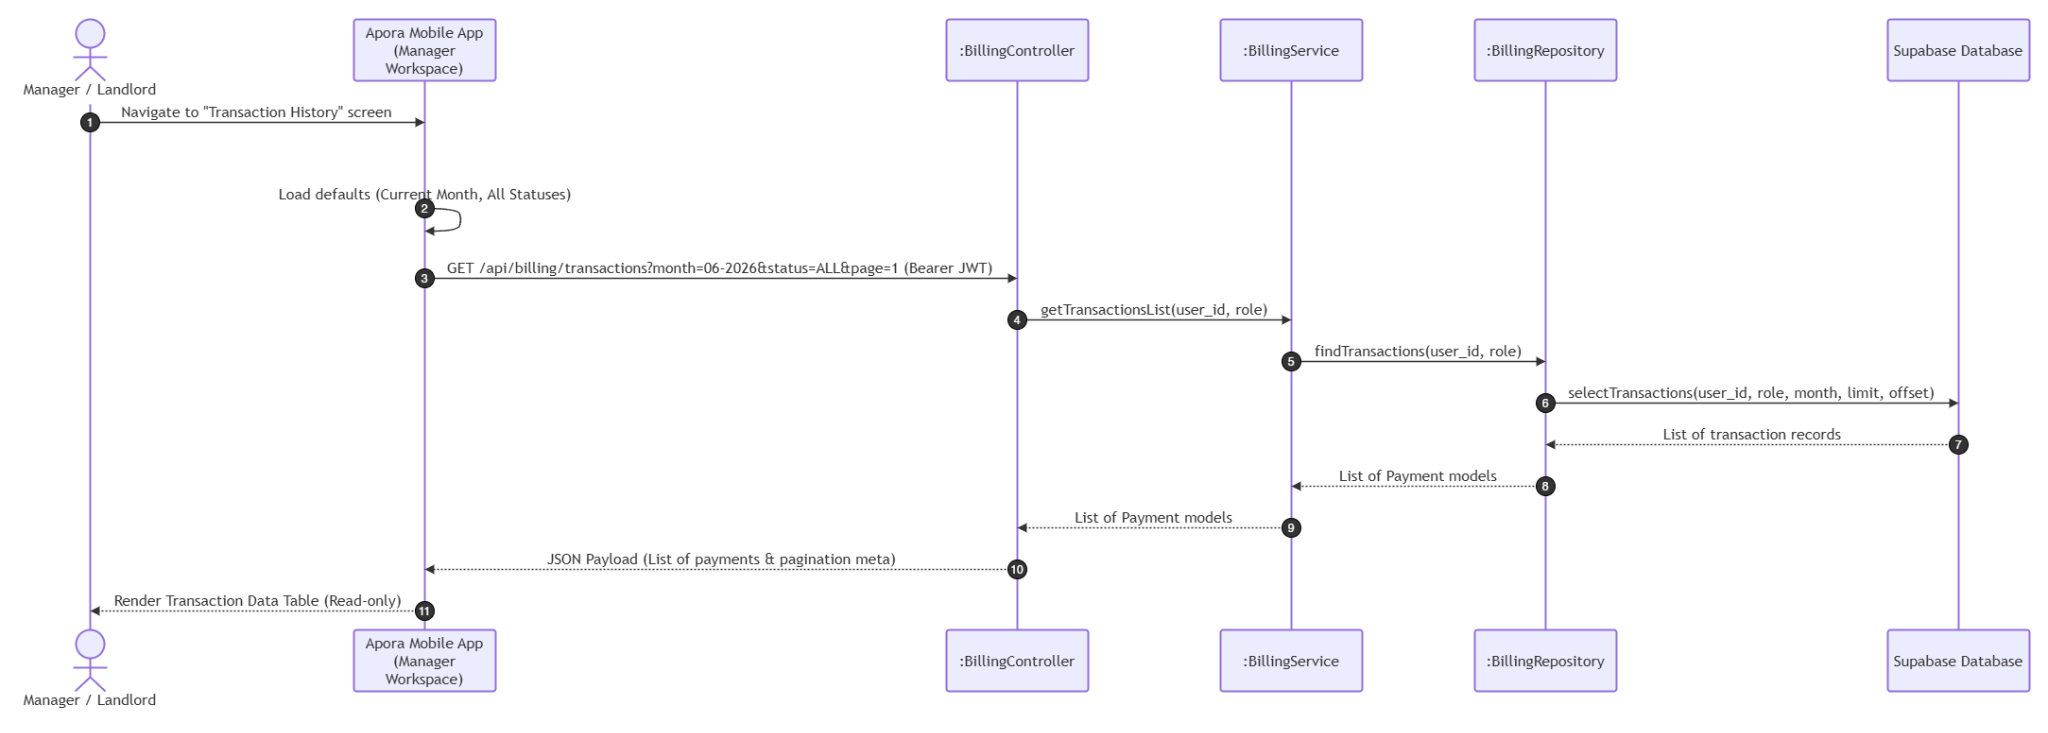 Apora Mobile App
(Manager
Workspace)
:BillingController
:BillingService
:BillingRepository
Supabase Database
Manager / Landlord
1
Navigate to "Transaction History" screen
Load defaults (Current Month, All Statuses)
2
3
GET /api/billing/transactions?month=06-2026&status=ALL&page=1 (Bearer JWT)
4
getTransactionsList(user_id, role)
5
findTransactions(user_id, role)
6
selectTransactions(user_id, role, month, limit, offset)
List of transaction records
7
List of Payment models
8
List of Payment models
9
JSON Payload (List of payments & pagination meta)
10
Render Transaction Data Table (Read-only)
11
Apora Mobile App
(Manager
Workspace)
:BillingController
:BillingService
:BillingRepository
Supabase Database
Manager / Landlord